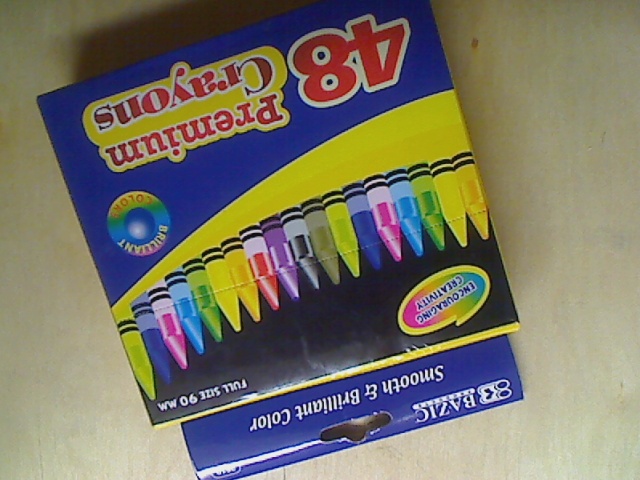 BAZIC
Smooth & Brilliant Color
FULL SIZE 90 MM
ENCOURAGING
CREATIVITY
BRILLIANT
COLOR
Premium
Crayons
48